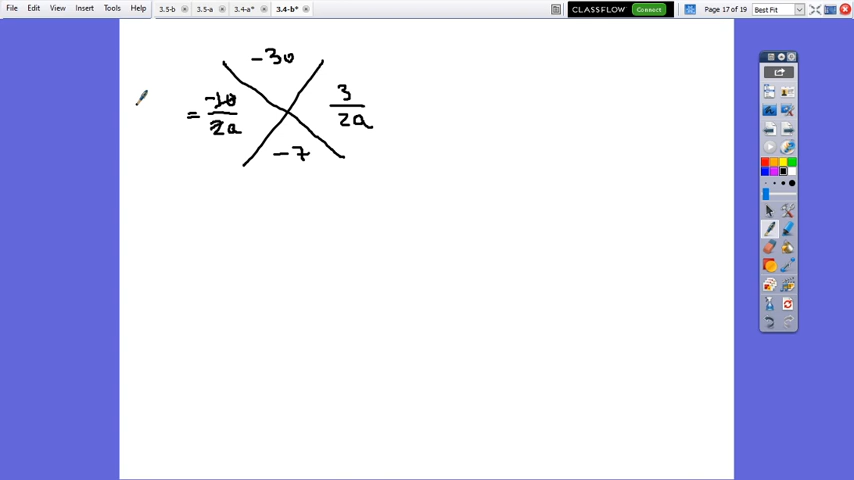 File Edit View Insert Tools Help 3.5-b 3.5-a 3.4-a* 3.4-b* CLASSFLOW Connect Page 17 of 19 Best Fit
-30
= -10/2a 3/2a
-7